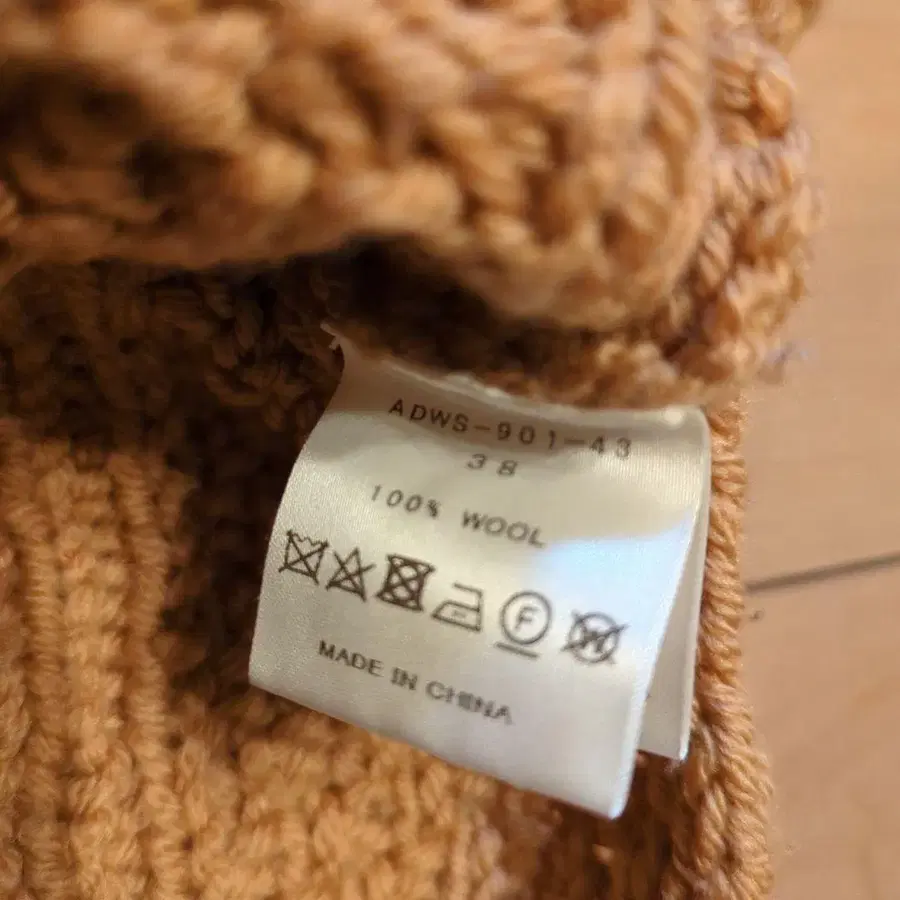 ADWS-901-43
38
100% WOOL
F
W
MADE IN CHINA